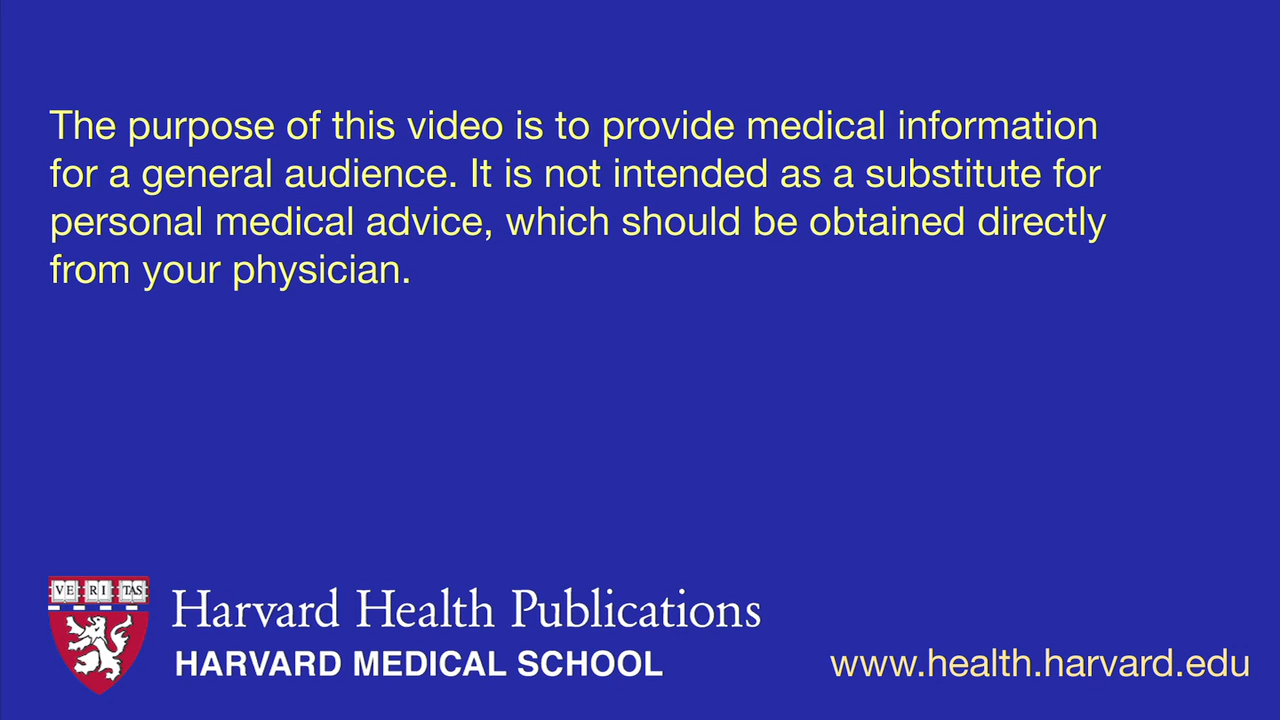 The purpose of this video is to provide medical information
for a general audience. It is not intended as a substitute for
personal medical advice, which should be obtained directly
from your physician.
VE RI TAS
Harvard Health Publications
HARVARD MEDICAL SCHOOL
www.health.harvard.edu